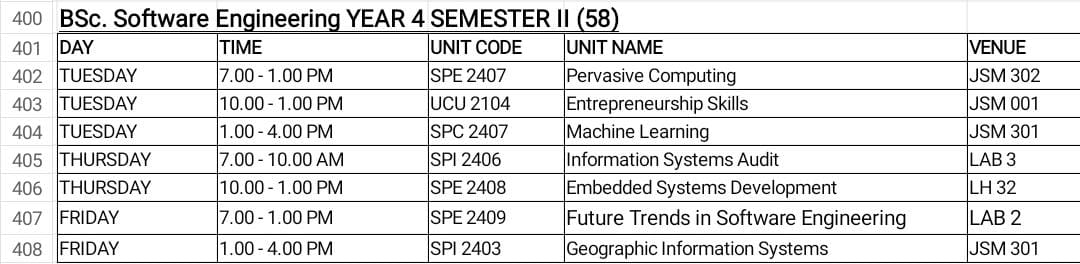 400 BSc. Software Engineering YEAR 4 SEMESTER II (58)
401 DAY TIME UNIT CODE UNIT NAME VENUE
402 TUESDAY 7.00 - 1.00 PM SPE 2407 Pervasive Computing JSM 302
403 TUESDAY 10.00 - 1.00 PM UCU 2104 Entrepreneurship Skills JSM 001
404 TUESDAY 1.00 - 4.00 PM SPC 2407 Machine Learning JSM 301
405 THURSDAY 7.00 - 10.00 AM SPI 2406 Information Systems Audit LAB 3
406 THURSDAY 10.00 - 1.00 PM SPE 2408 Embedded Systems Development LH 32
407 FRIDAY 7.00 - 1.00 PM SPE 2409 Future Trends in Software Engineering LAB 2
408 FRIDAY 1.00 - 4.00 PM SPI 2403 Geographic Information Systems JSM 301